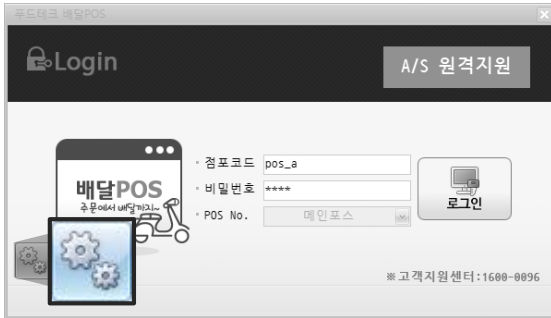 푸드테크 배달POS
Login
A/S 원격지원
배달POS
주문에서 배달까지~
· 점포코드 pos_a
· 비밀번호 ****
· POS No. 메인포스
로그인
※고객지원센터:1600-0096